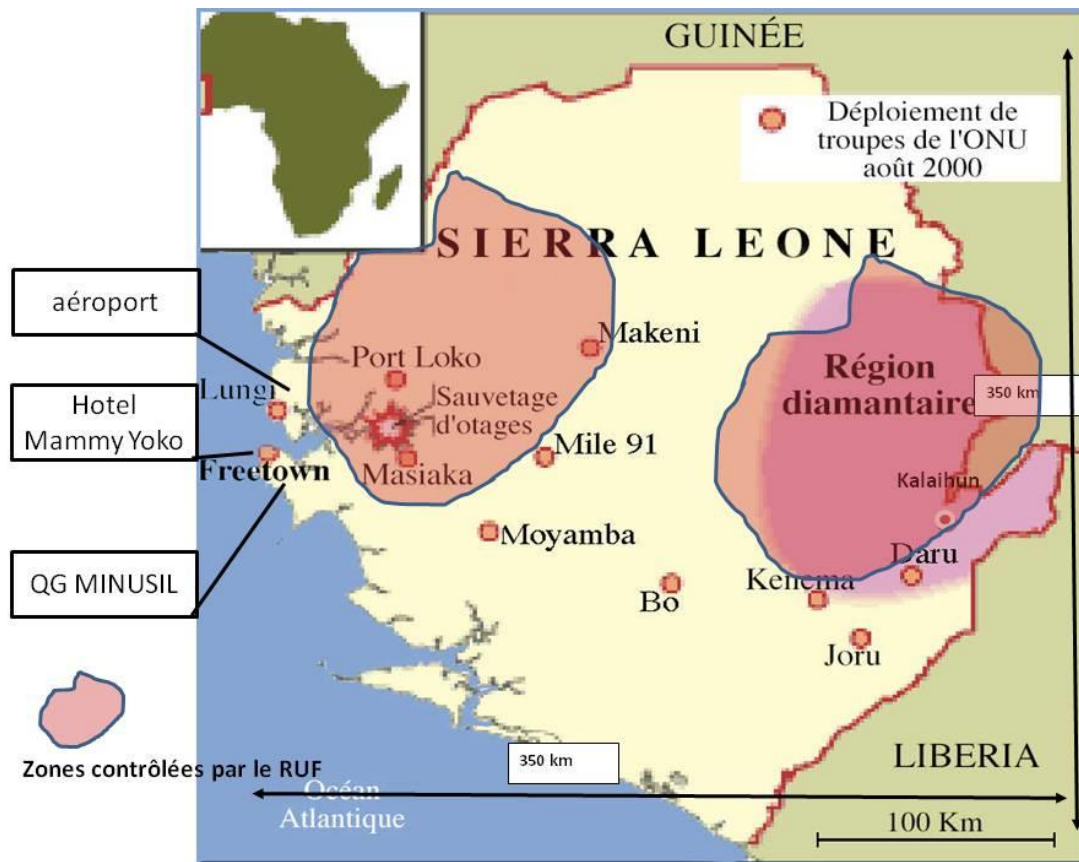 GUINÉE
Déploiement de
troupes de l'ONU
août 2000
SIERRA LEONE
aéroport
Makeni
Port Loko
Région
diamantaire
350 km
Lungi
Sauvetage
d'otages
Hotel
Mammy Yoko
Mile 91
Freetown
Masiaka
Kalaihun
Moyamba
Daru
QG MINUSIL
Kenema
Bo
Joru
Zones contrôlées par le RUF
350 km
LIBERIA
Océan
Atlantique
100 Km